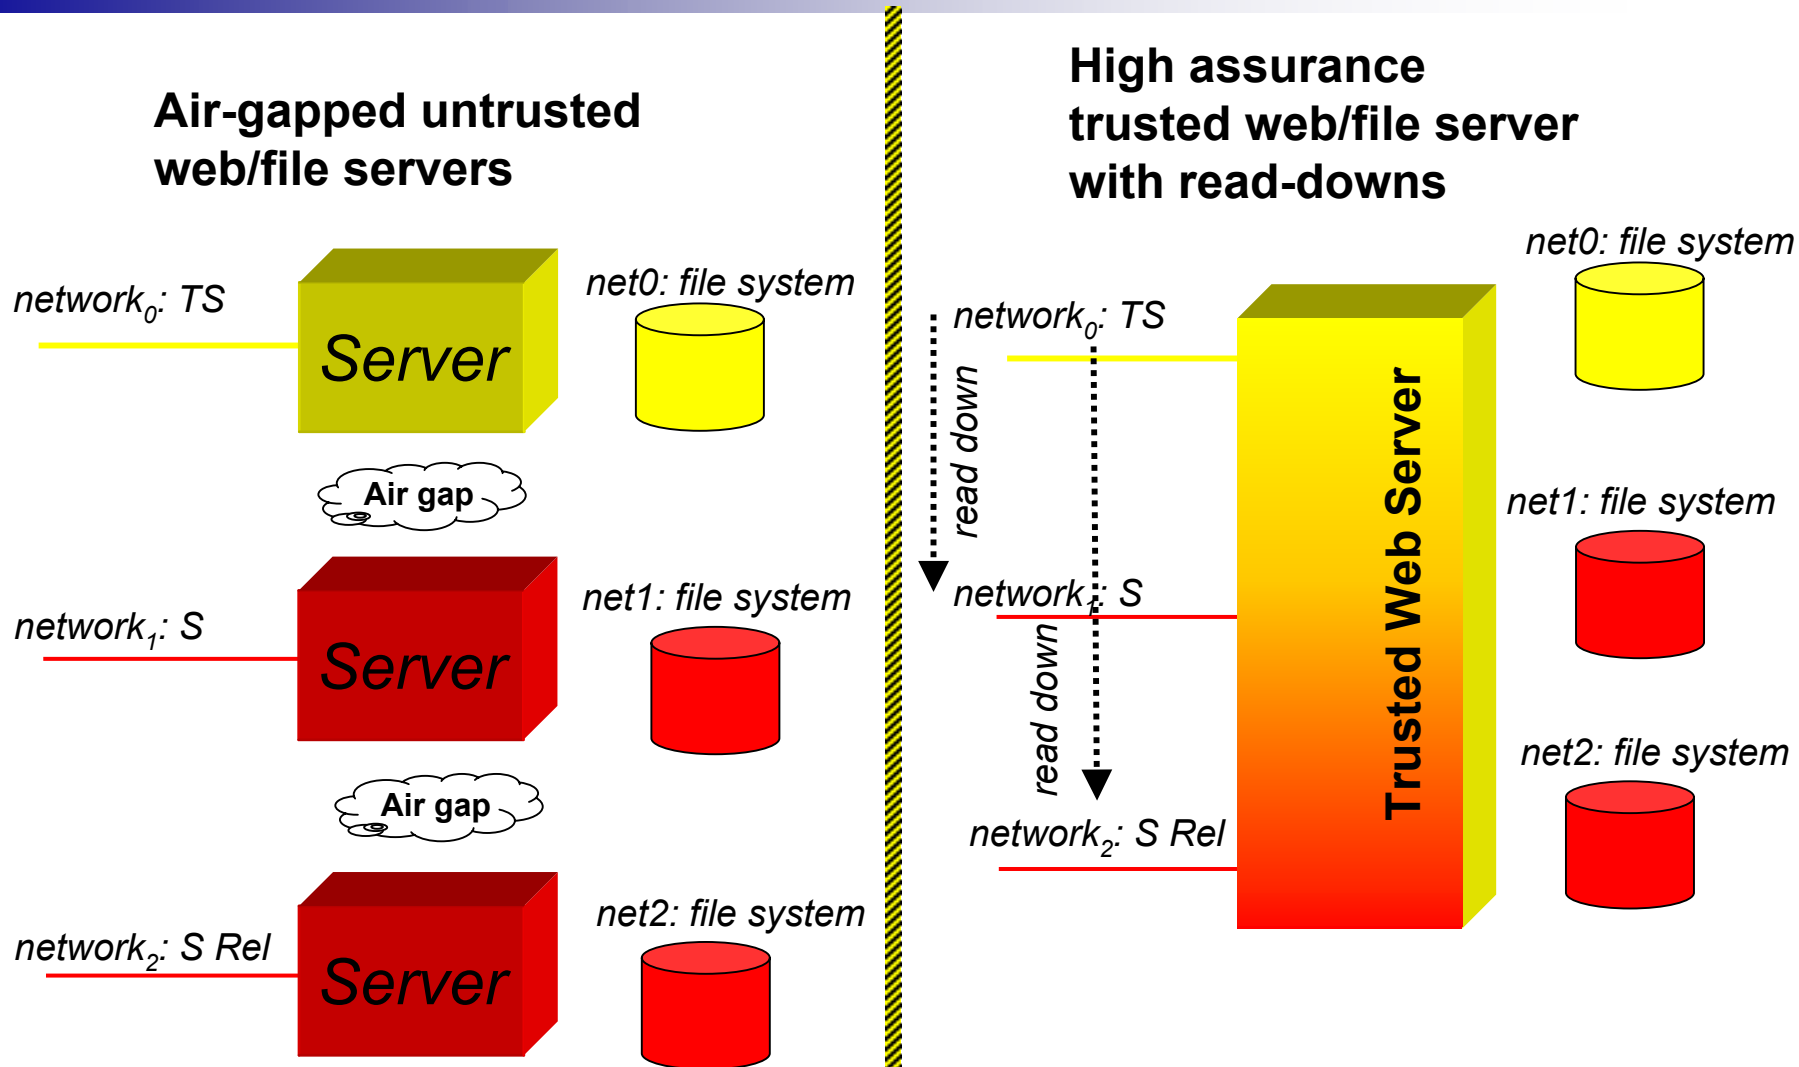 Air-gapped untrusted
web/file servers
network₀: TS
Server
net0: file system
Air gap
network₁: S
Server
net1: file system
Air gap
network₂: S Rel
Server
net2: file system
High assurance
trusted web/file server
with read-downs
network₀: TS
read down
network₁: S
read down
network₂: S Rel
Trusted Web Server
net0: file system
net1: file system
net2: file system